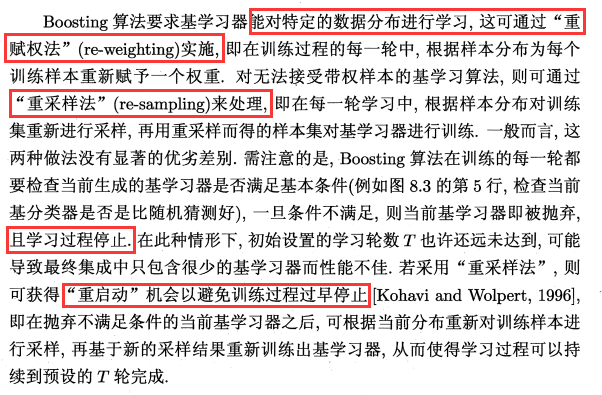 Boosting 算法要求基学习器能对特定的数据分布进行学习, 这可通过“重
赋权法”(re-weighting)实施, 即在训练过程的每一轮中, 根据样本分布为每个
训练样本重新赋予一个权重. 对无法接受带权样本的基学习算法, 则可通过
“重采样法”(re-sampling)来处理, 即在每一轮学习中, 根据样本分布对训练
集重新进行采样, 再用重采样而得的样本集对基学习器进行训练. 一般而言, 这
两种做法没有显著的优劣差别. 需注意的是, Boosting 算法在训练的每一轮都
要检查当前生成的基学习器是否满足基本条件(例如图 8.3 的第 5 行, 检查当前
基分类器是否是比随机猜测好), 一旦条件不满足, 则当前基学习器即被抛弃,
且学习过程停止. 在此种情形下, 初始设置的学习轮数 T 也许还远未达到, 可能
导致最终集成中只包含很少的基学习器而性能不佳. 若采用“重采样法”, 则
可获得“重启动”机会以避免训练过程过早停止 [Kohavi and Wolpert, 1996],
即在抛弃不满足条件的当前基学习器之后, 可根据当前分布重新对训练样本进
行采样, 再基于新的采样结果重新训练出基学习器, 从而使得学习过程可以持
续到预设的 T 轮完成.